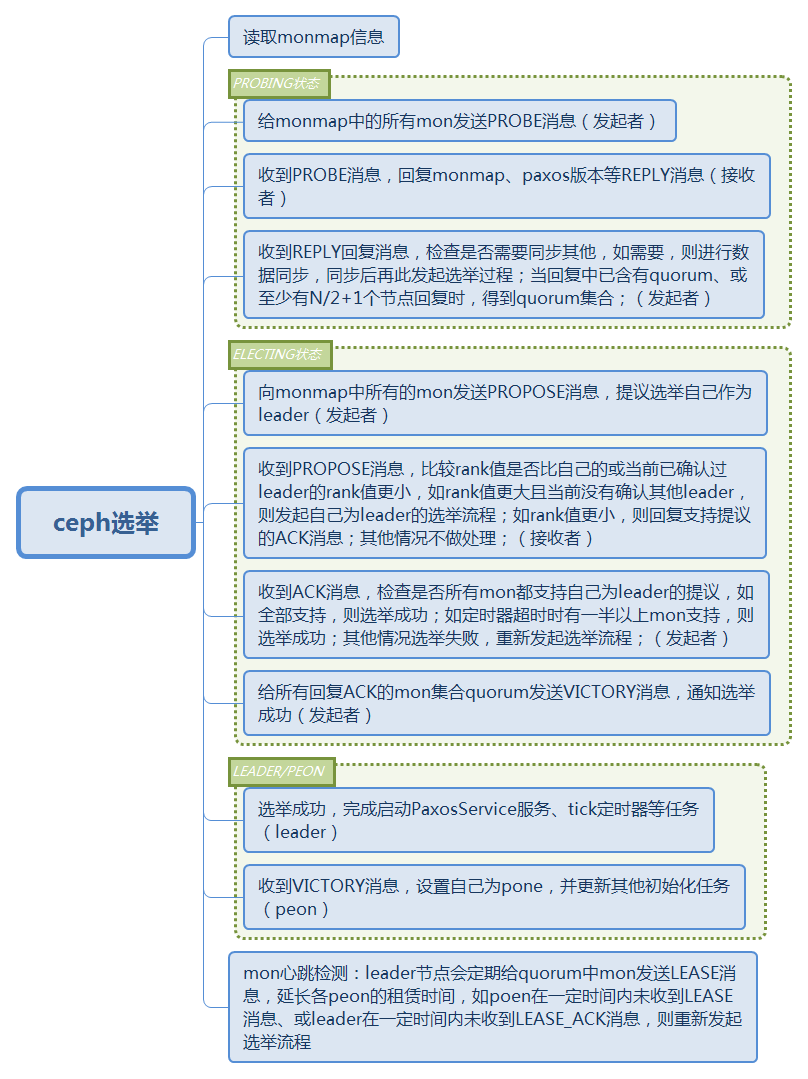 ceph选举
读取monmap信息
PROBING状态
给monmap中的所有mon发送PROBE消息（发起者）
收到PROBE消息，回复monmap、paxos版本等REPLY消息（接收
者）
收到REPLY回复消息，检查是否需要同步其他，如需要，则进行数
据同步，同步后再此发起选举过程；当回复中已含有quorum、或
至少有N/2+1个节点回复时，得到quorum集合；（发起者）
ELECTING状态
向monmap中所有的mon发送PROPOSE消息，提议选举自己作为
leader（发起者）
收到PROPOSE消息，比较rank值是否比自己的或当前已确认过
leader的rank值更小，如rank值更大且当前没有确认其他leader，
则发起自己为leader的选举流程；如rank值更小，则回复支持提议
的ACK消息；其他情况不做处理；（接收者）
收到ACK消息，检查是否所有mon都支持自己为leader的提议，如
全部支持，则选举成功；如定时器超时时有一半以上mon支持，则
选举成功；其他情况选举失败，重新发起选举流程；（发起者）
给所有回复ACK的mon集合quorum发送VICTORY消息，通知选举
成功（发起者）
LEADER/PEON
选举成功，完成启动PaxosService服务、tick定时器等任务
（leader）
收到VICTORY消息，设置自己为pone，并更新其他初始化任务
（peon）
mon心跳检测：leader节点会定期给quorum中mon发送LEASE消
息，延长各peon的租赁时间，如poen在一定时间内未收到LEASE
消息、或leader在一定时间内未收到LEASE_ACK消息，则重新发起
选举流程